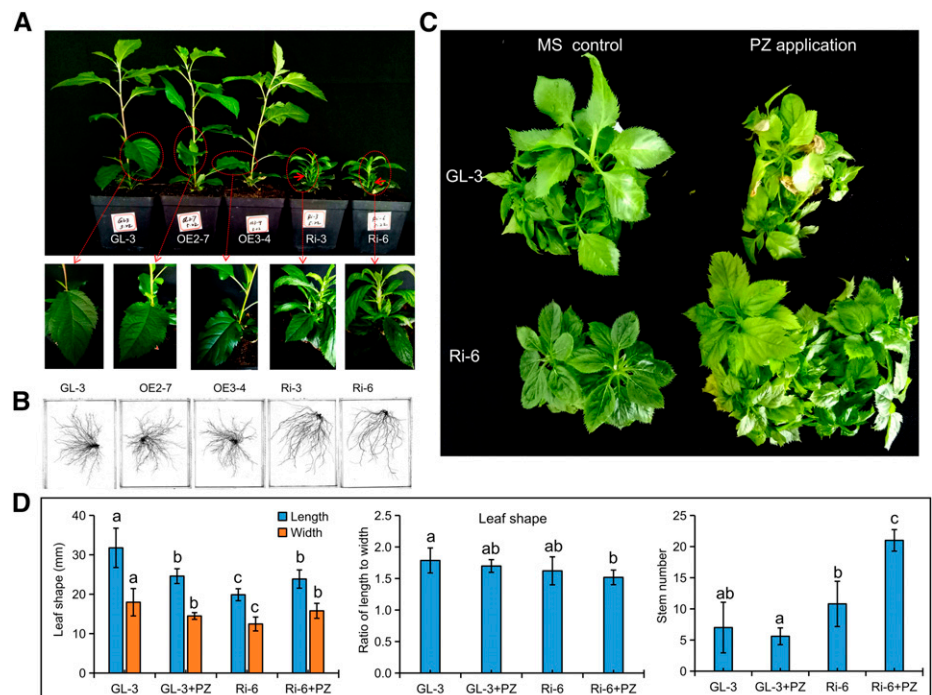 A
GL-3 OE2-7 OE3-4 Ri-3 Ri-6
B
GL-3 OE2-7 OE3-4 Ri-3 Ri-6
C
MS control PZ application
GL-3
Ri-6
D
Leaf shape (mm)
40
30
20
10
0
Length
Width
a a b b c c b b
GL-3 GL-3+PZ Ri-6 Ri-6+PZ
Leaf shape
Ratio of length to width
2.5
2.0
1.5
1.0
0.5
0.0
a ab ab b
GL-3 GL-3+PZ Ri-6 Ri-6+PZ
Stem number
25
20
15
10
5
0
ab a b c
GL-3 GL-3+PZ Ri-6 Ri-6+PZ